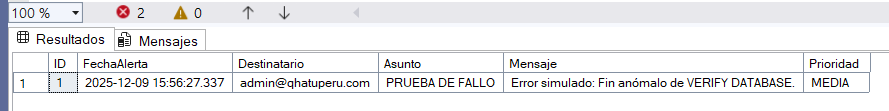 100 % 2 0
Resultados Mensajes
ID FechaAlerta Destinatario Asunto Mensaje Prioridad
1 1 2025-12-09 15:56:27.337 admin@qhatuperu.com PRUEBA DE FALLO Error simulado: Fin anómalo de VERIFY DATABASE. MEDIA